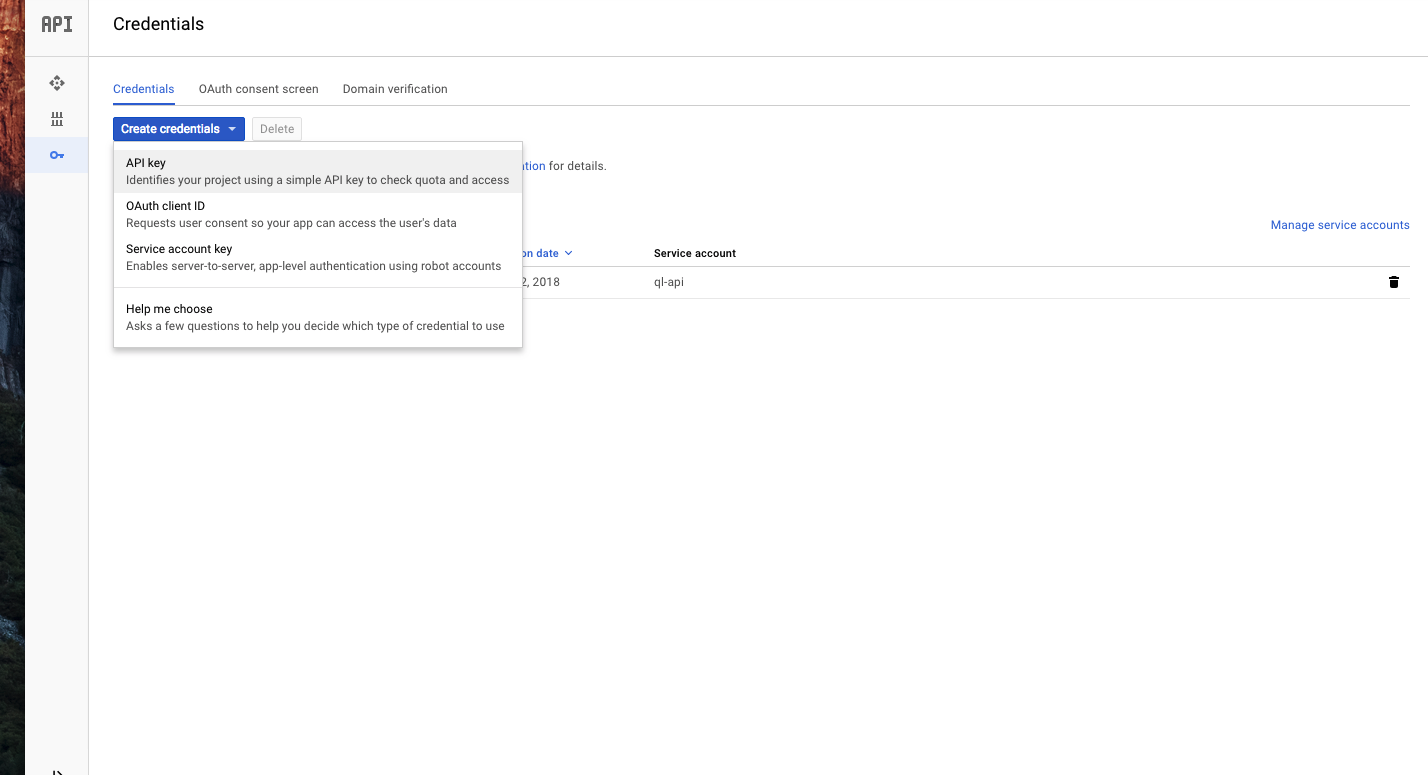 API
Credentials
Credentials OAuth consent screen Domain verification
Create credentials Delete
API key
Identifies your project using a simple API key to check quota and access
for details.
OAuth client ID
Requests user consent so your app can access the user's data
Manage service accounts
Service account key
Enables server-to-server, app-level authentication using robot accounts
date Service account
2, 2018 ql-api
Help me choose
Asks a few questions to help you decide which type of credential to use